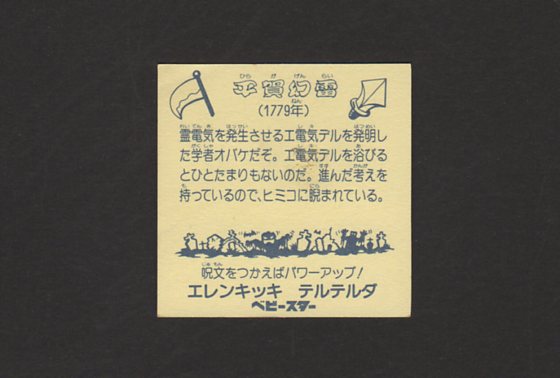 平賀幻雷
(1779年)
霊電気を発生させる工電気テルを発明し
た学者オバケだぞ。工電気テルを浴びる
とひとたまりもないのだ。進んだ考えを
持っているので、ヒミコに睨まれている。
呪文をつかえばパワーアップ!
エレンキッキ テルテルダ
ベビースター